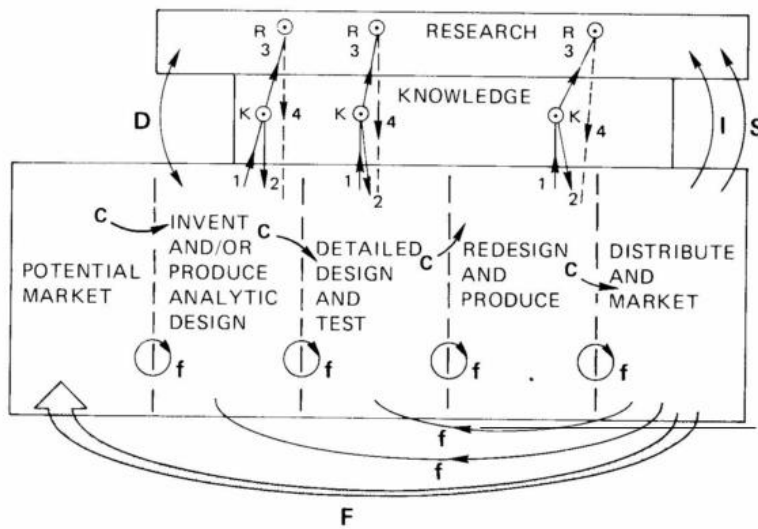 R R RESEARCH R
3 3 3
KNOWLEDGE
D K 4 K 4 K 4 I S
1 2 1 2 1 2
C INVENT
AND/OR
PRODUCE
ANALYTIC
DESIGN
POTENTIAL
MARKET
C DETAILED
DESIGN
AND
TEST
C REDESIGN
AND
PRODUCE
C DISTRIBUTE
AND
MARKET
f f f f
f
f
F